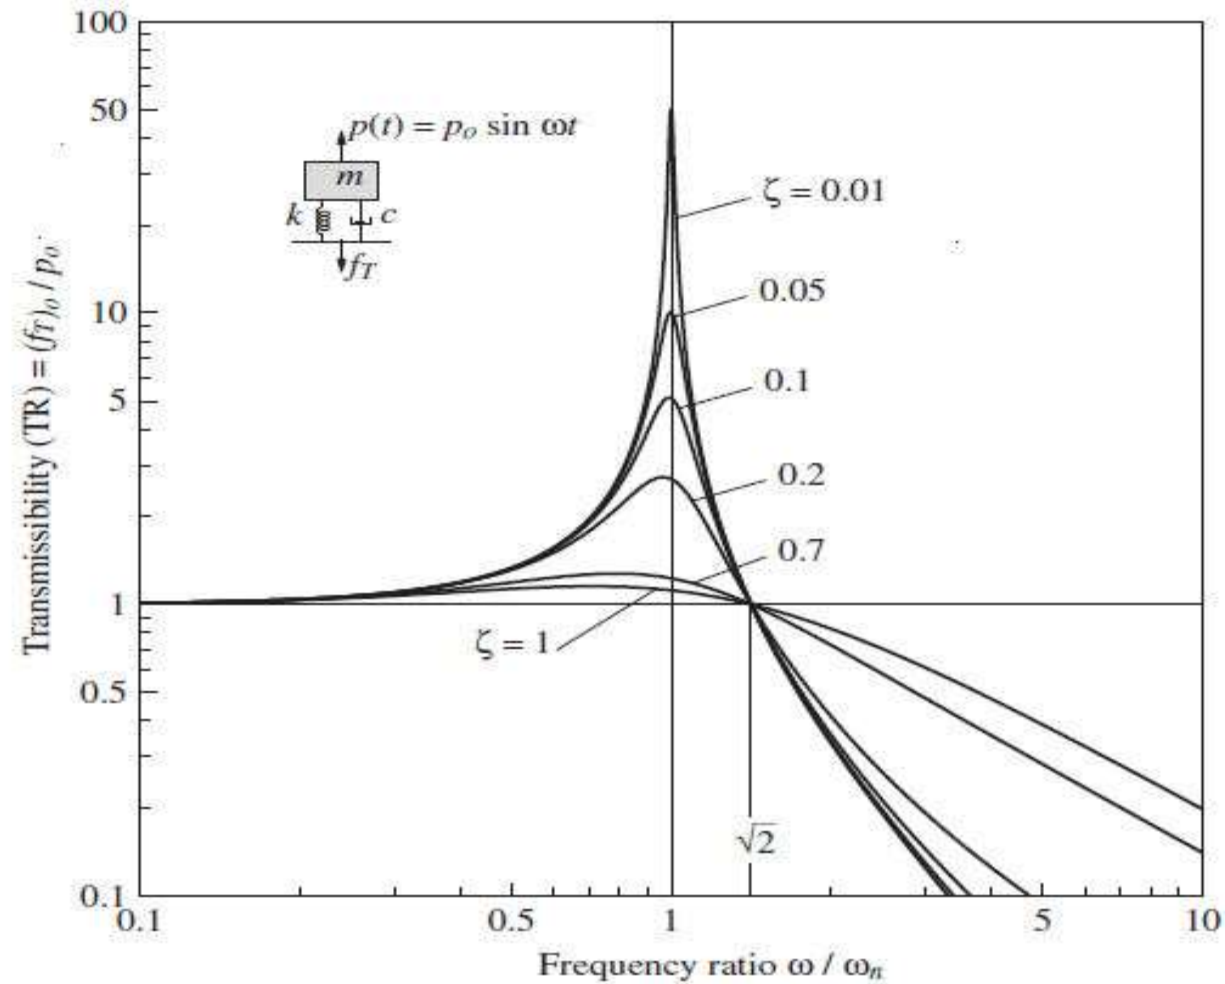 100
50
10
5
1
0.5
0.1
Transmissibility (TR) = (f_T)_o / p_o
p(t) = p_o sin ωt
m
k
c
f_T
ζ = 0.01
0.05
0.1
0.2
0.7
ζ = 1
√2
0.1
0.5
1
5
10
Frequency ratio ω / ω_n